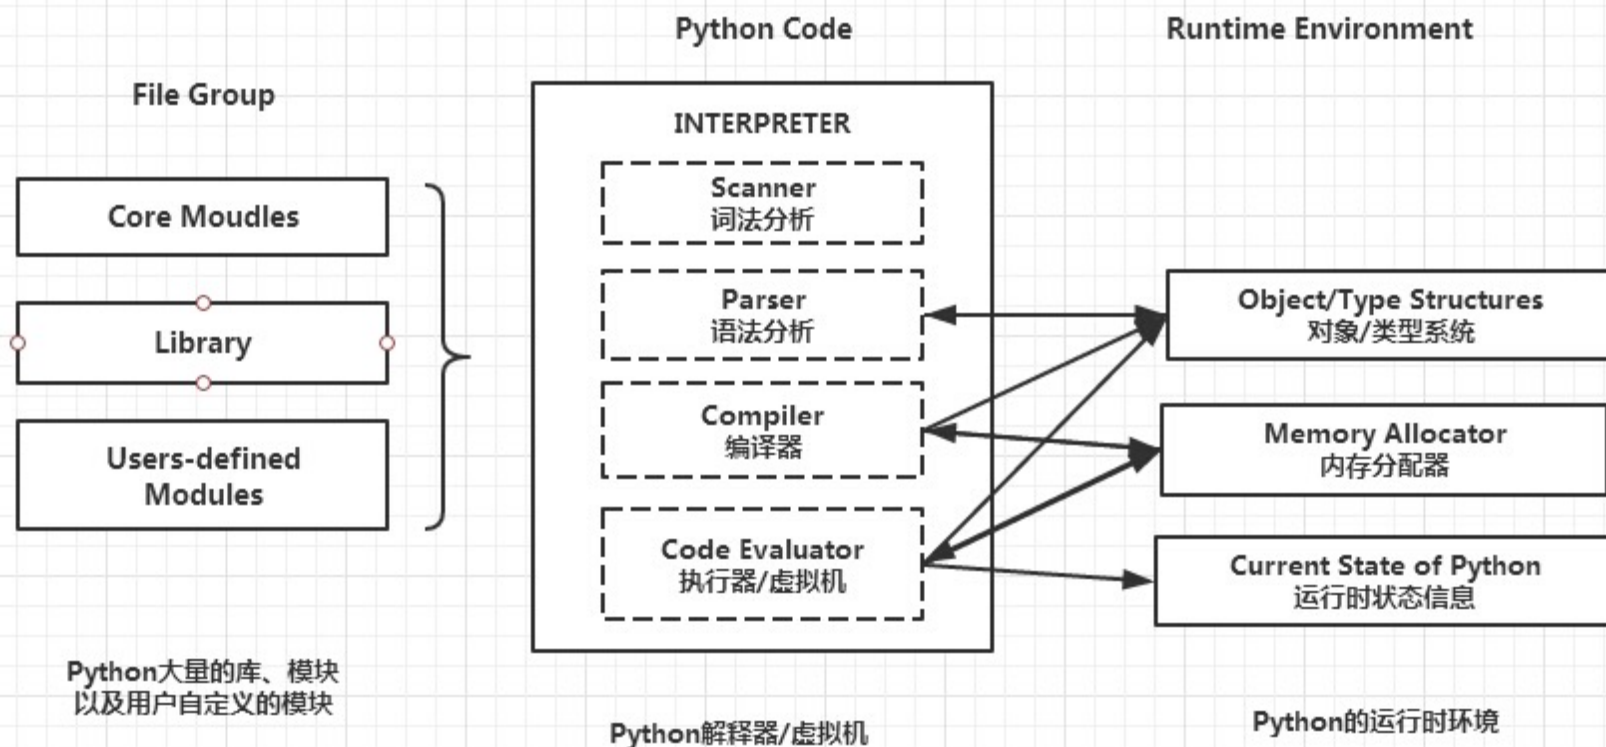 Python Code
Runtime Environment
File Group
INTERPRETER
Core Moudles
Library
Users-defined
Modules
Scanner
词法分析
Parser
语法分析
Compiler
编译器
Code Evaluator
执行器/虚拟机
Object/Type Structures
对象/类型系统
Memory Allocator
内存分配器
Current State of Python
运行时状态信息
Python大量的库、模块
以及用户自定义的模块
Python解释器/虚拟机
Python的运行时环境